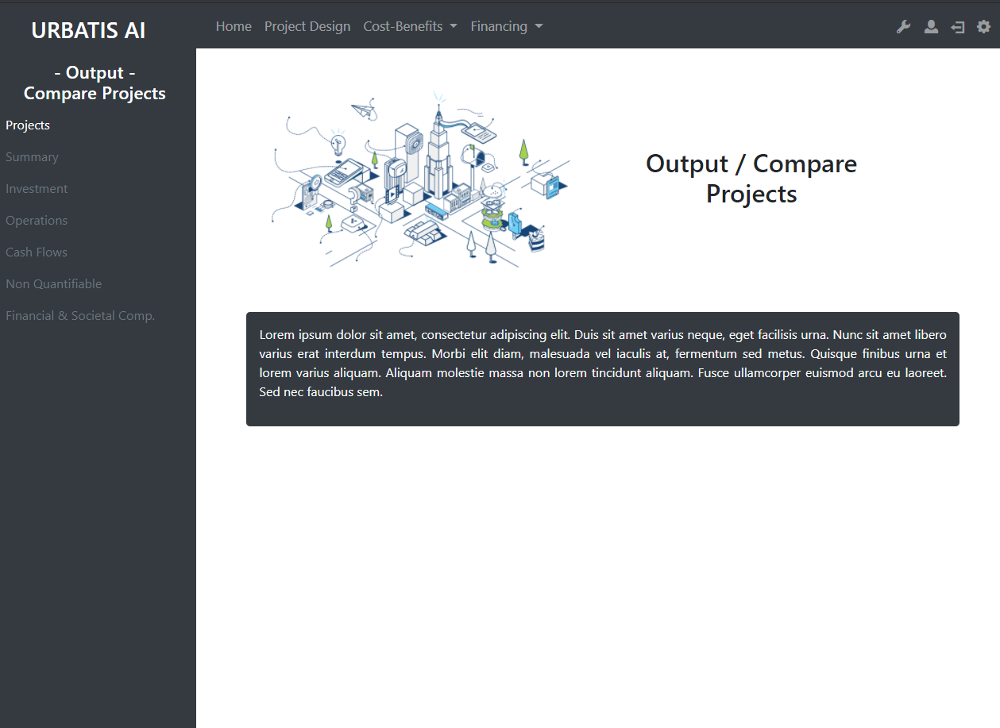 URBATIS AI
Home Project Design Cost-Benefits Financing
- Output -
Compare Projects
Projects
Summary
Investment
Operations
Cash Flows
Non Quantifiable
Financial & Societal Comp.
Output / Compare
Projects
Lorem ipsum dolor sit amet, consectetur adipiscing elit. Duis sit amet varius neque, eget facilisis urna. Nunc sit amet libero
varius erat interdum tempus. Morbi elit diam, malesuada vel iaculis at, fermentum sed metus. Quisque finibus urna et
lorem varius aliquam. Aliquam molestie massa non lorem tincidunt aliquam. Fusce ullamcorper euismod arcu eu laoreet.
Sed nec faucibus sem.